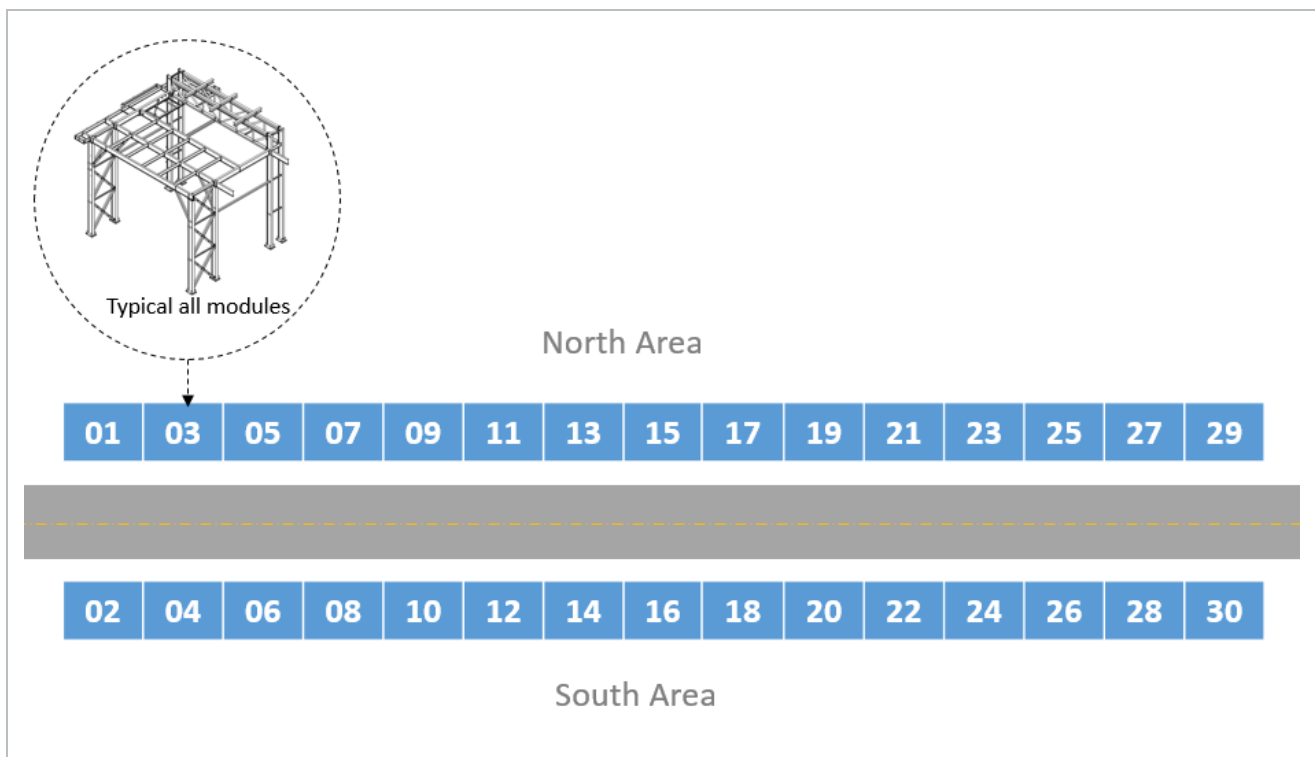 Typical all modules
North Area
01 03 05 07 09 11 13 15 17 19 21 23 25 27 29
02 04 06 08 10 12 14 16 18 20 22 24 26 28 30
South Area